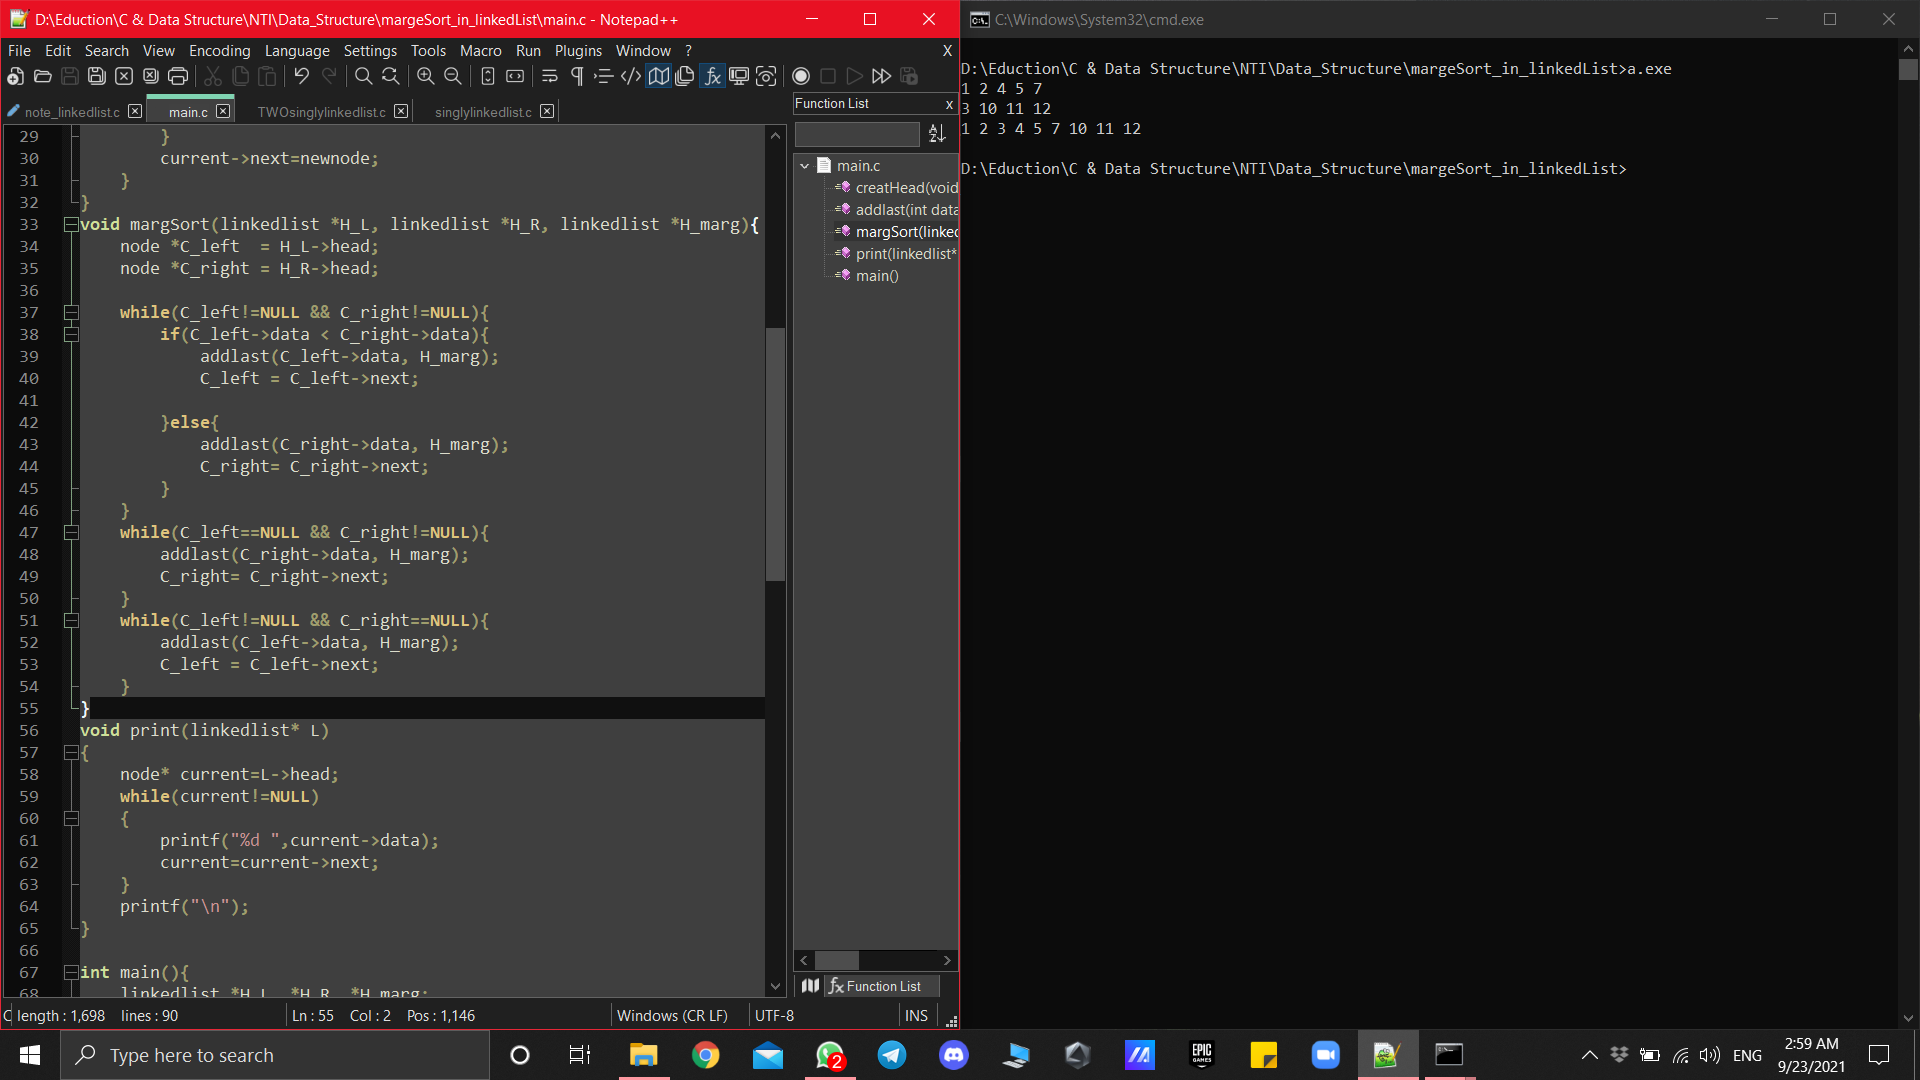 D:\Eduction\C & Data Structure\NTI\Data_Structure\margeSort_in_linkedList\main.c - Notepad++
File Edit Search View Encoding Language Settings Tools Macro Run Plugins Window ? X
note_linkedlist.c main.c TWOsinglylinkedlist.c singlylinkedlist.c
29 }
30 current->next=newnode;
31 }
32 }
33 void margSort(linkedlist *H_L, linkedlist *H_R, linkedlist *H_marg){
34 node *C_left  = H_L->head;
35 node *C_right = H_R->head;
36
37 while(C_left!=NULL && C_right!=NULL){
38 if(C_left->data < C_right->data){
39 addlast(C_left->data, H_marg);
40 C_left = C_left->next;
41
42 }else{
43 addlast(C_right->data, H_marg);
44 C_right= C_right->next;
45 }
46 }
47 while(C_left==NULL && C_right!=NULL){
48 addlast(C_right->data, H_marg);
49 C_right= C_right->next;
50 }
51 while(C_left!=NULL && C_right==NULL){
52 addlast(C_left->data, H_marg);
53 C_left = C_left->next;
54 }
55 }
56 void print(linkedlist* L)
57 {
58 node* current=L->head;
59 while(current!=NULL)
60 {
61 printf("%d ",current->data);
62 current=current->next;
63 }
64 printf("\n");
65 }
66
67 int main(){
68 linkedlist *H_L, *H_R, *H_marg;
Function List x
main.c
creatHead(void
addlast(int data
margSort(linked
print(linkedlist*
main()
Function List
C length : 1,698 lines : 90 Ln : 55 Col : 2 Pos : 1,146 Windows (CR LF) UTF-8 INS
C:\Windows\System32\cmd.exe
D:\Eduction\C & Data Structure\NTI\Data_Structure\margeSort_in_linkedList>a.exe
1 2 4 5 7
3 10 11 12
1 2 3 4 5 7 10 11 12
D:\Eduction\C & Data Structure\NTI\Data_Structure\margeSort_in_linkedList>
Type here to search
2
EPIC
GAMES
ENG
2:59 AM
9/23/2021